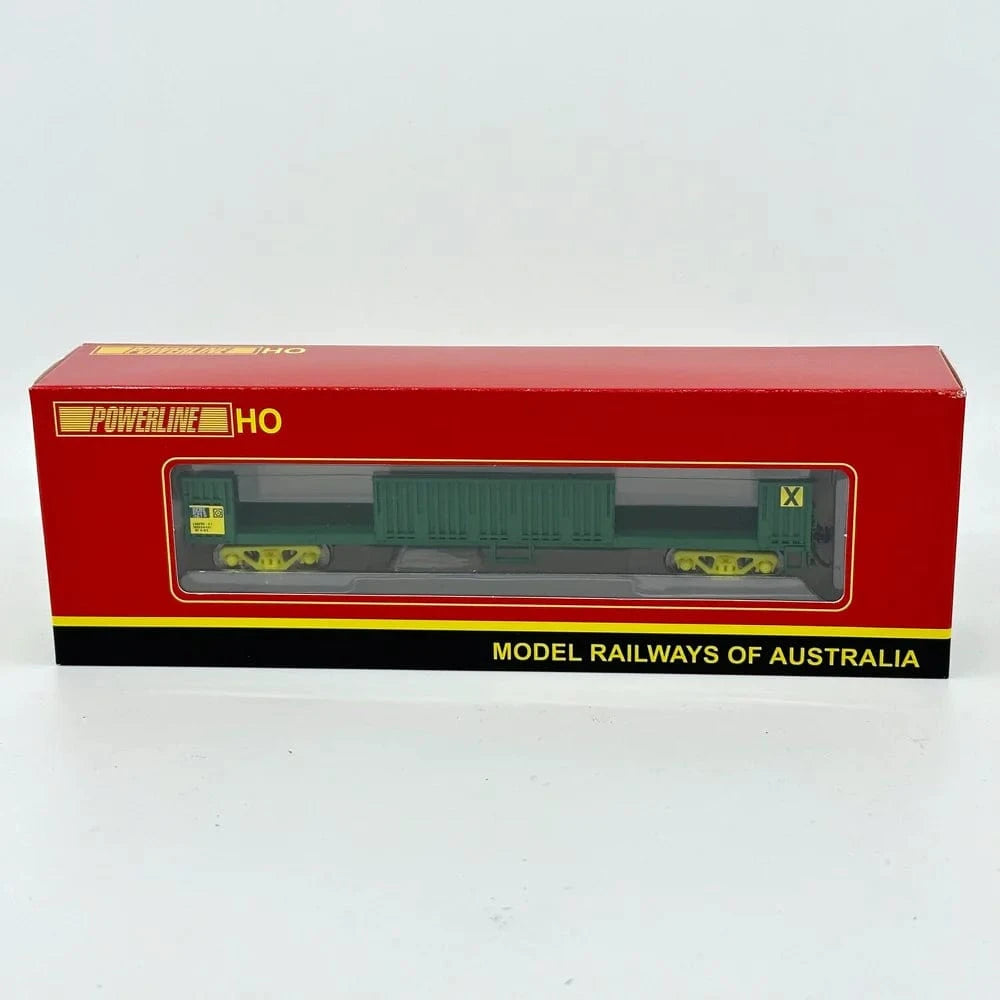 POWERLINE HO
POWERLINE HO
X
MODEL RAILWAYS OF AUSTRALIA